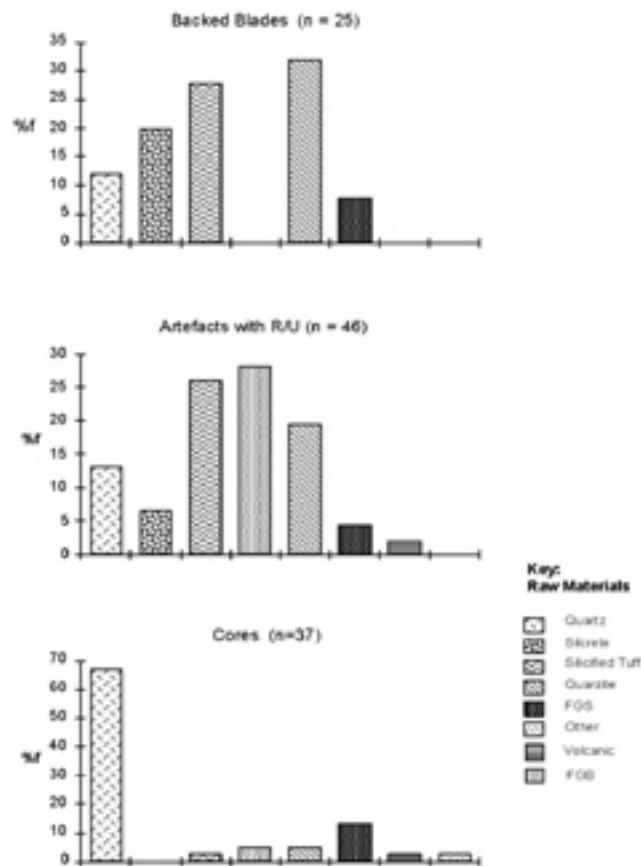 Backed Blades (n = 25)
%f
35
30
25
20
15
10
5
0
Artefacts with R/U (n = 46)
%f
30
25
20
15
10
5
0
Cores (n=37)
%f
70
60
50
40
30
20
10
0
Key:
Raw Materials
Quartz
Silcrete
Silicified Tuff
Quartzite
FGS
Other
Volcanic